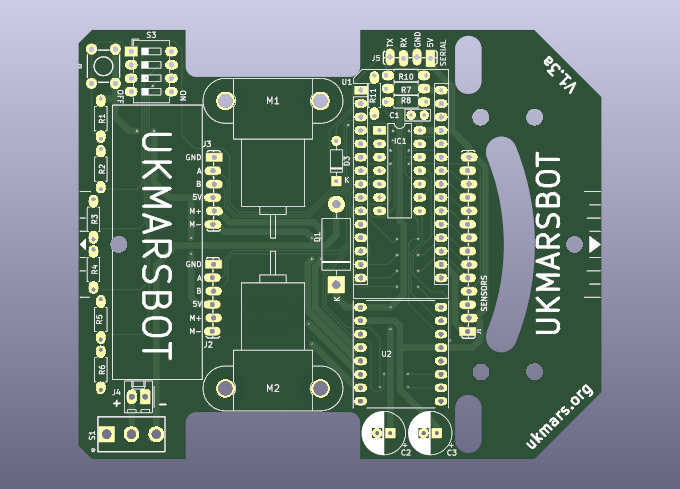 S3
OFF
ON
R1
R2
R3
R4
R5
R6
UKMARSBOT
J3
GND
A
B
5V
M+
M-
GND
A
B
5V
M+
M-
J2
J4
+
-
S1
M1
M2
D3
K
D1
K
J5
TX
RX
GND
5V
SERIAL
U1
R10
R7
R8
R11
C1
IC1
U2
+
C2
+
C3
SENSORS
UKMARSBOT
V1.3a
ukmars.org